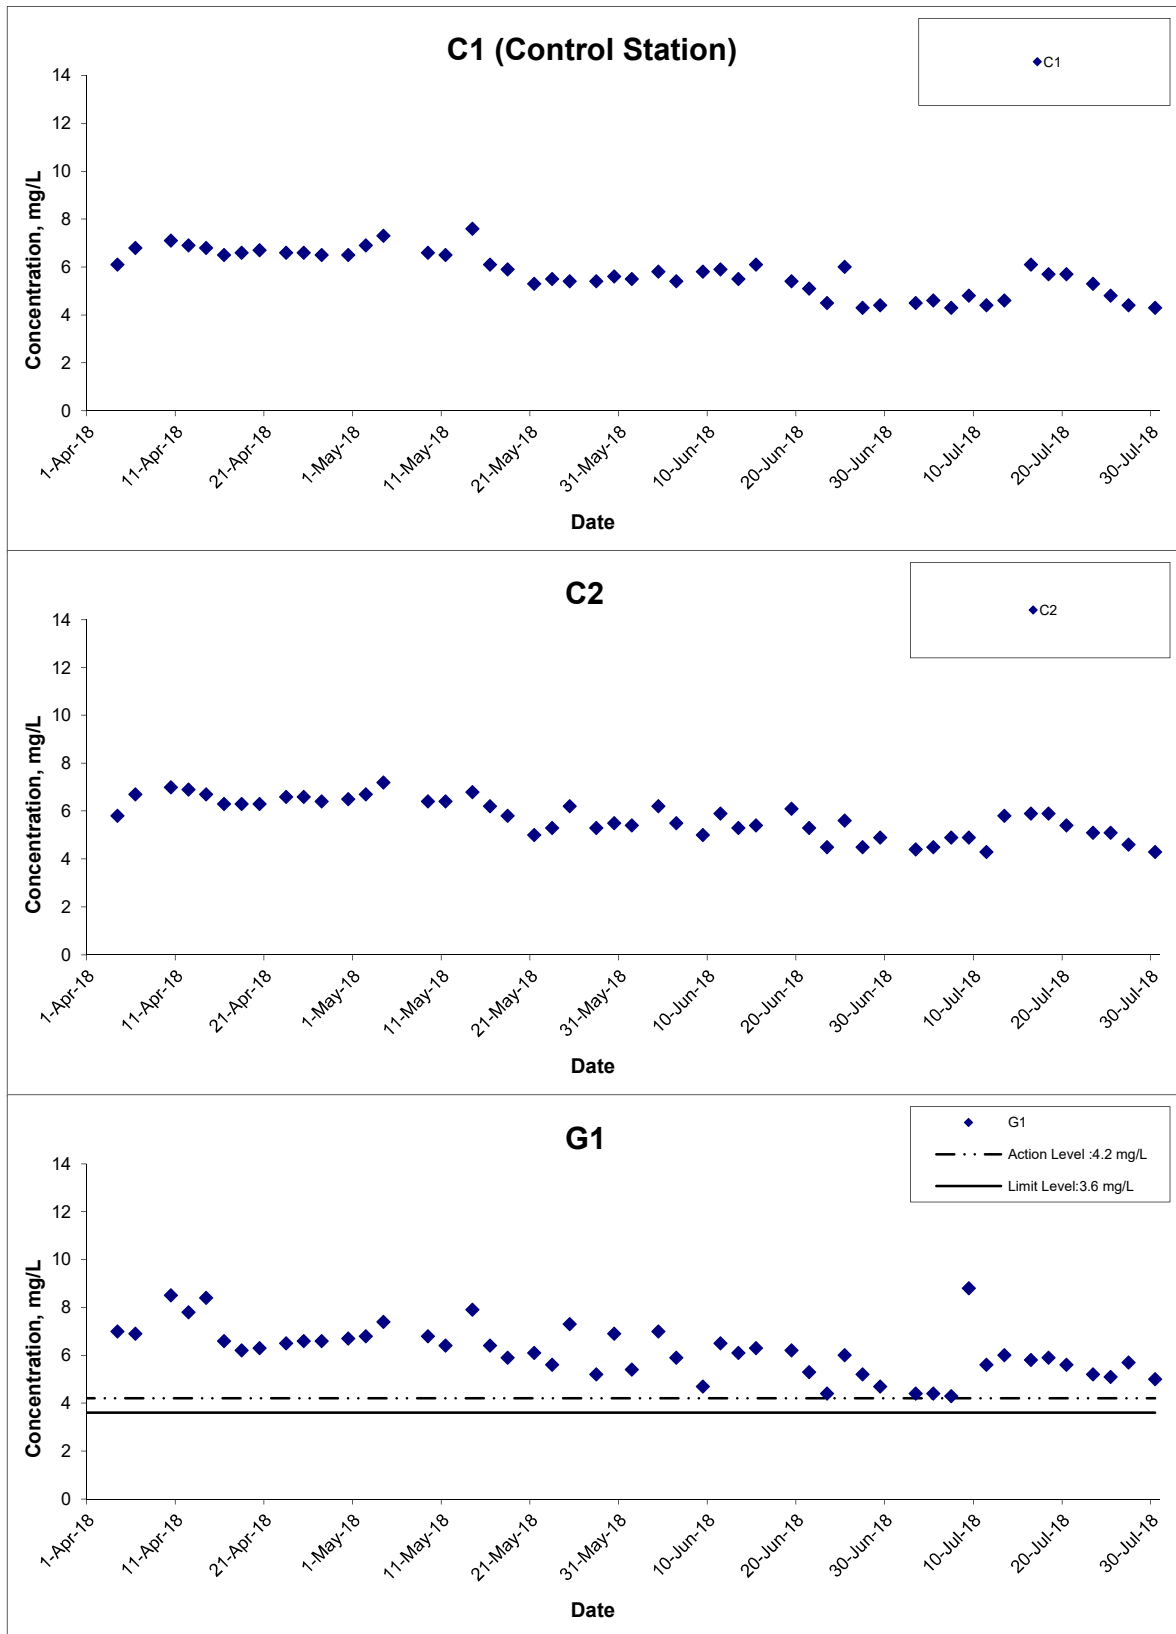 C1 (Control Station)
C1
14
12
10
8
6
4
2
0
Concentration, mg/L
1-Apr-18
11-Apr-18
21-Apr-18
1-May-18
11-May-18
21-May-18
31-May-18
10-Jun-18
20-Jun-18
30-Jun-18
10-Jul-18
20-Jul-18
30-Jul-18
Date
C2
C2
14
12
10
8
6
4
2
0
Concentration, mg/L
1-Apr-18
11-Apr-18
21-Apr-18
1-May-18
11-May-18
21-May-18
31-May-18
10-Jun-18
20-Jun-18
30-Jun-18
10-Jul-18
20-Jul-18
30-Jul-18
Date
G1
G1
Action Level :4.2 mg/L
Limit Level:3.6 mg/L
14
12
10
8
6
4
2
0
Concentration, mg/L
1-Apr-18
11-Apr-18
21-Apr-18
1-May-18
11-May-18
21-May-18
31-May-18
10-Jun-18
20-Jun-18
30-Jun-18
10-Jul-18
20-Jul-18
30-Jul-18
Date